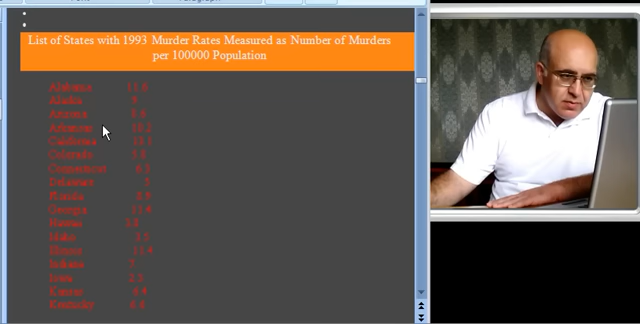 List of States with 1993 Murder Rates Measured as Number of Murders
per 100000 Population
Alabama 11.6
Alaska 9
Arizona 8.6
Arkansas 10.2
California 13.1
Colorado 5.8
Connecticut 6.3
Delaware 5
Florida 8.9
Georgia 11.4
Hawaii 3.8
Idaho
Illinois 11.4
Indiana 7
Iowa 2.3
Kansas 6.4
Kentucky 6.6